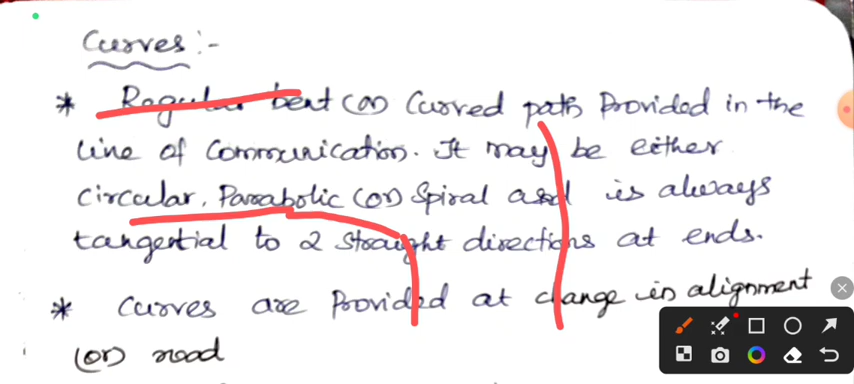 Curves :-
* Regular bent (or) Curved path Provided in the
line of Communication. It may be either
circular, Parabolic (or) Spiral and is always
tangential to 2 straight directions at ends.
* Curves are Provided at change in alignment
(or) road